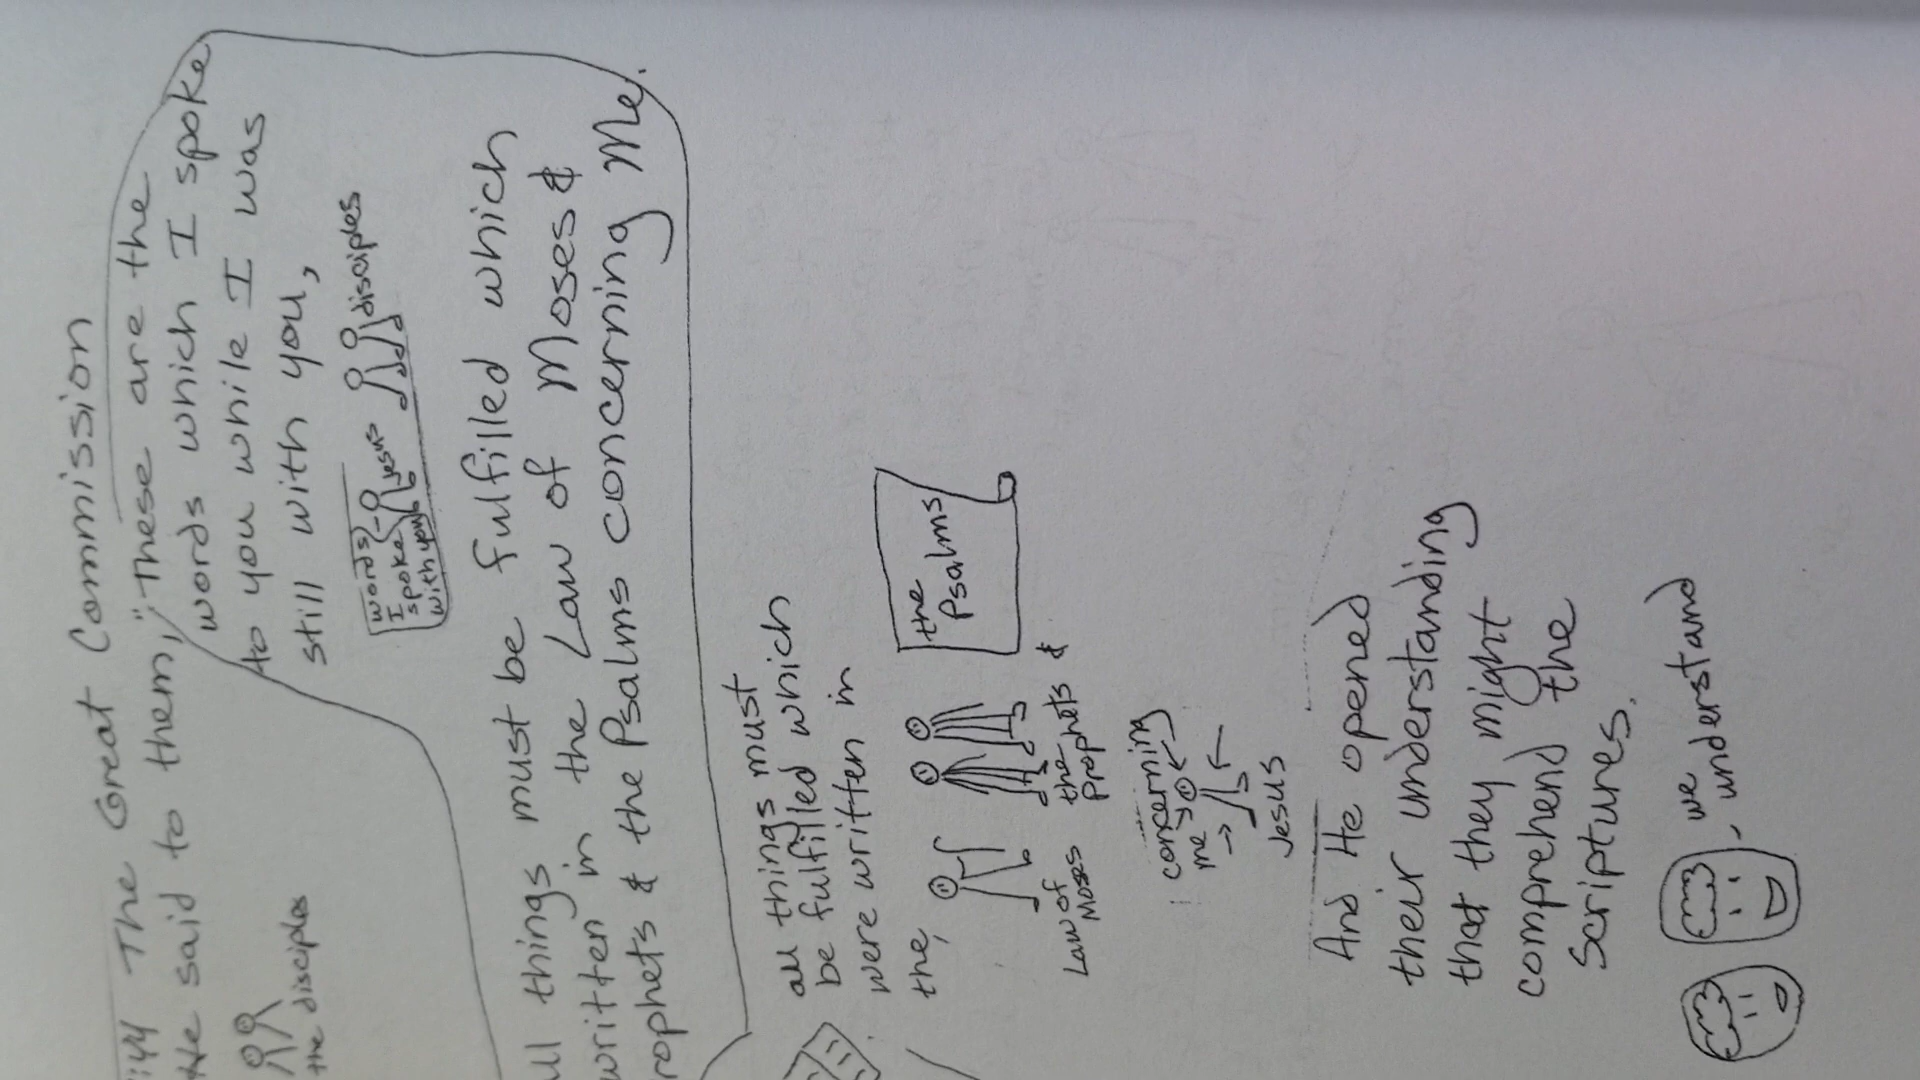 :44 The Great Commission
He said to them, "These are the
words which I spoke
to you while I was
still with you,
the disciples
words
I
spoke
with you
Jesus
disciples
all things must be fulfilled which
written in the Law of Moses &
rophets & the Psalms concerning Me.
all things must
be fulfilled which
were written in
the,
Law of
Moses
the
prophets &
the
Psalms
concerning
me
Jesus
And He opened
their understanding
that they might
comprehend the
Scriptures.
, we
understand